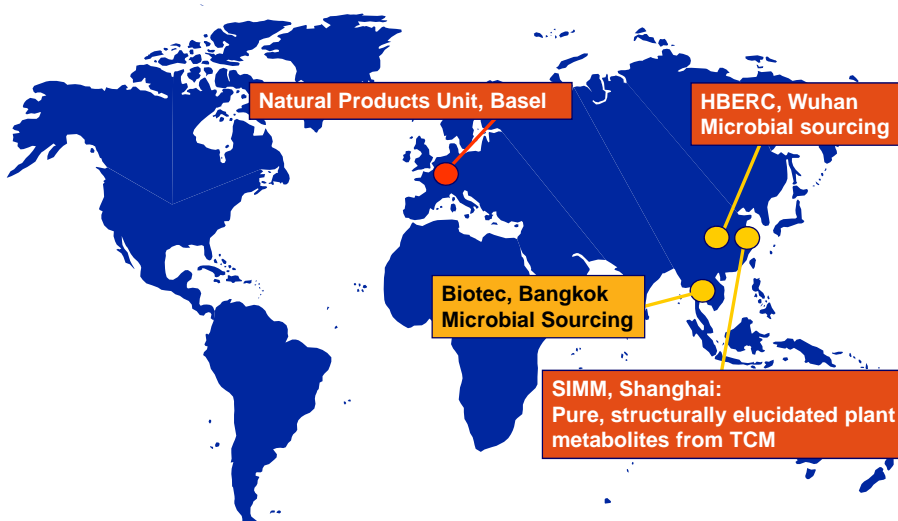 Natural Products Unit, Basel
HBERC, Wuhan
Microbial sourcing
Biotec, Bangkok
Microbial Sourcing
SIMM, Shanghai:
Pure, structurally elucidated plant
metabolites from TCM